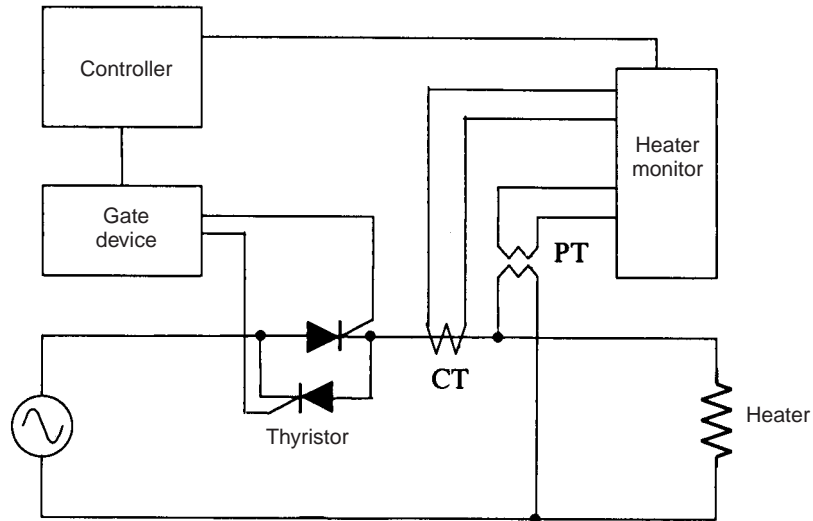 Controller
Heater
monitor
Gate
device
PT
CT
Thyristor
Heater